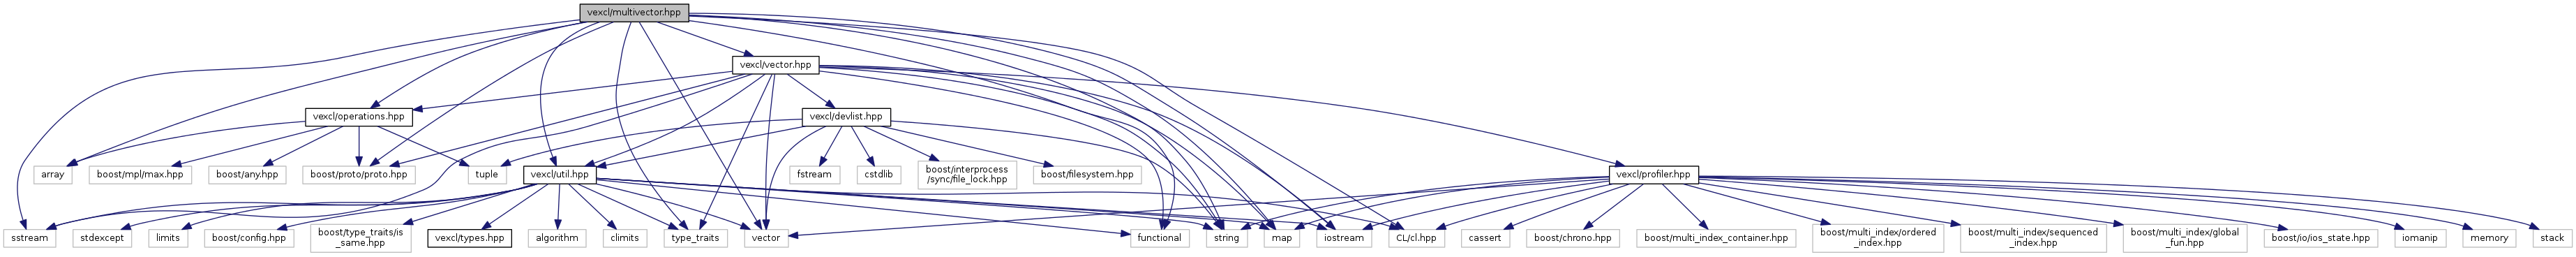 vexcl/multivector.hpp
vexcl/vector.hpp
vexcl/operations.hpp
vexcl/devlist.hpp
array
boost/mpl/max.hpp
boost/any.hpp
boost/proto/proto.hpp
tuple
vexcl/util.hpp
fstream
cstdlib
boost/interprocess
/sync/file_lock.hpp
boost/filesystem.hpp
vexcl/profiler.hpp
sstream
stdexcept
limits
boost/config.hpp
boost/type_traits/is
_same.hpp
vexcl/types.hpp
algorithm
climits
type_traits
vector
functional
string
map
iostream
CL/cl.hpp
cassert
boost/chrono.hpp
boost/multi_index_container.hpp
boost/multi_index/ordered
_index.hpp
boost/multi_index/sequenced
_index.hpp
boost/multi_index/global
_fun.hpp
boost/io/ios_state.hpp
iomanip
memory
stack